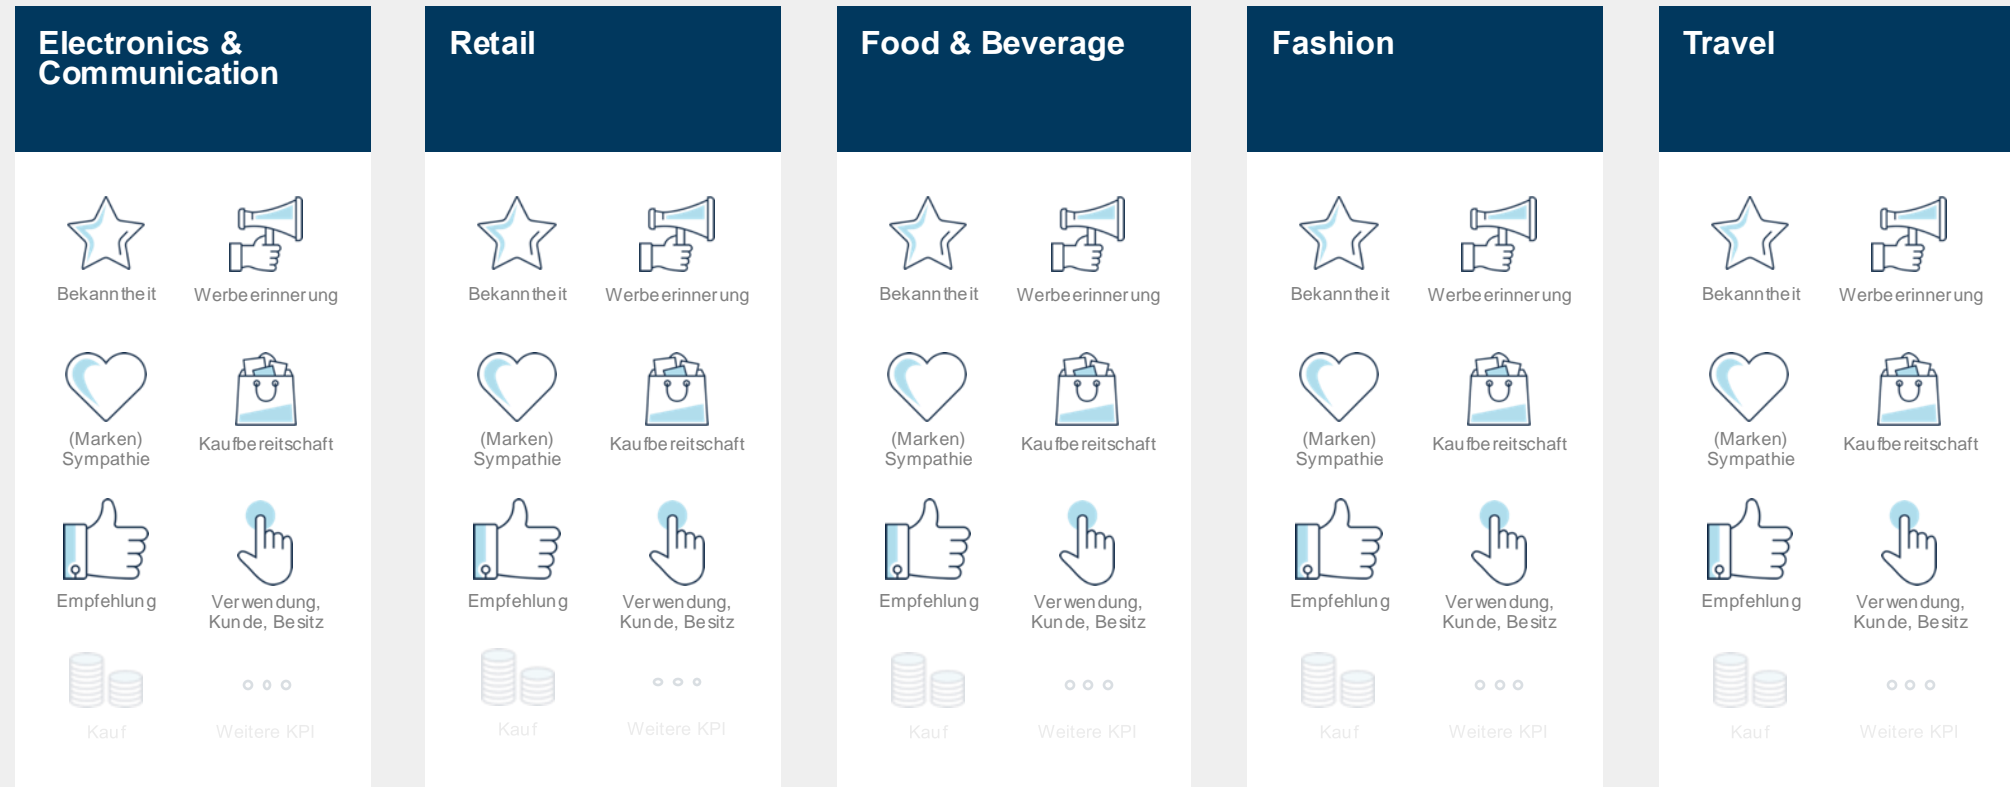 Electronics &
Communication
Bekanntheit
Werbeerinnerung
(Marken)
Sympathie
Kaufbereitschaft
Empfehlung
Verwendung,
Kunde, Besitz
Kauf
Weitere KPI
Retail
Bekanntheit
Werbeerinnerung
(Marken)
Sympathie
Kaufbereitschaft
Empfehlung
Verwendung,
Kunde, Besitz
Kauf
Weitere KPI
Food & Beverage
Bekanntheit
Werbeerinnerung
(Marken)
Sympathie
Kaufbereitschaft
Empfehlung
Verwendung,
Kunde, Besitz
Kauf
Weitere KPI
Fashion
Bekanntheit
Werbeerinnerung
(Marken)
Sympathie
Kaufbereitschaft
Empfehlung
Verwendung,
Kunde, Besitz
Kauf
Weitere KPI
Travel
Bekanntheit
Werbeerinnerung
(Marken)
Sympathie
Kaufbereitschaft
Empfehlung
Verwendung,
Kunde, Besitz
Kauf
Weitere KPI